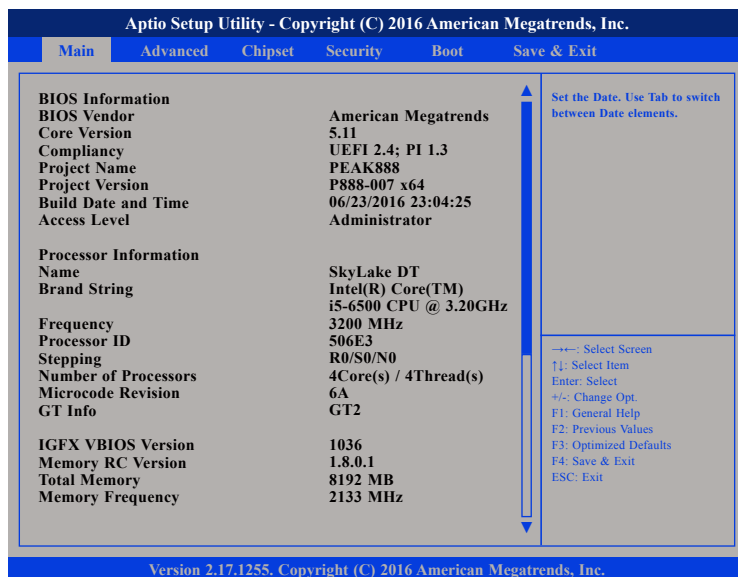 Aptio Setup Utility - Copyright (C) 2016 American Megatrends, Inc.
Main Advanced Chipset Security Boot Save & Exit
BIOS Information
BIOS Vendor American Megatrends
Core Version 5.11
Compliancy UEFI 2.4; PI 1.3
Project Name PEAK888
Project Version P888-007 x64
Build Date and Time 06/23/2016 23:04:25
Access Level Administrator
Processor Information
Name SkyLake DT
Brand String Intel(R) Core(TM)
i5-6500 CPU @ 3.20GHz
Frequency 3200 MHz
Processor ID 506E3
Stepping R0/S0/N0
Number of Processors 4Core(s) / 4Thread(s)
Microcode Revision 6A
GT Info GT2
IGFX VBIOS Version 1036
Memory RC Version 1.8.0.1
Total Memory 8192 MB
Memory Frequency 2133 MHz
Set the Date. Use Tab to switch
between Date elements.
→←: Select Screen
↑↓: Select Item
Enter: Select
+/-: Change Opt.
F1: General Help
F2: Previous Values
F3: Optimized Defaults
F4: Save & Exit
ESC: Exit
Version 2.17.1255. Copyright (C) 2016 American Megatrends, Inc.